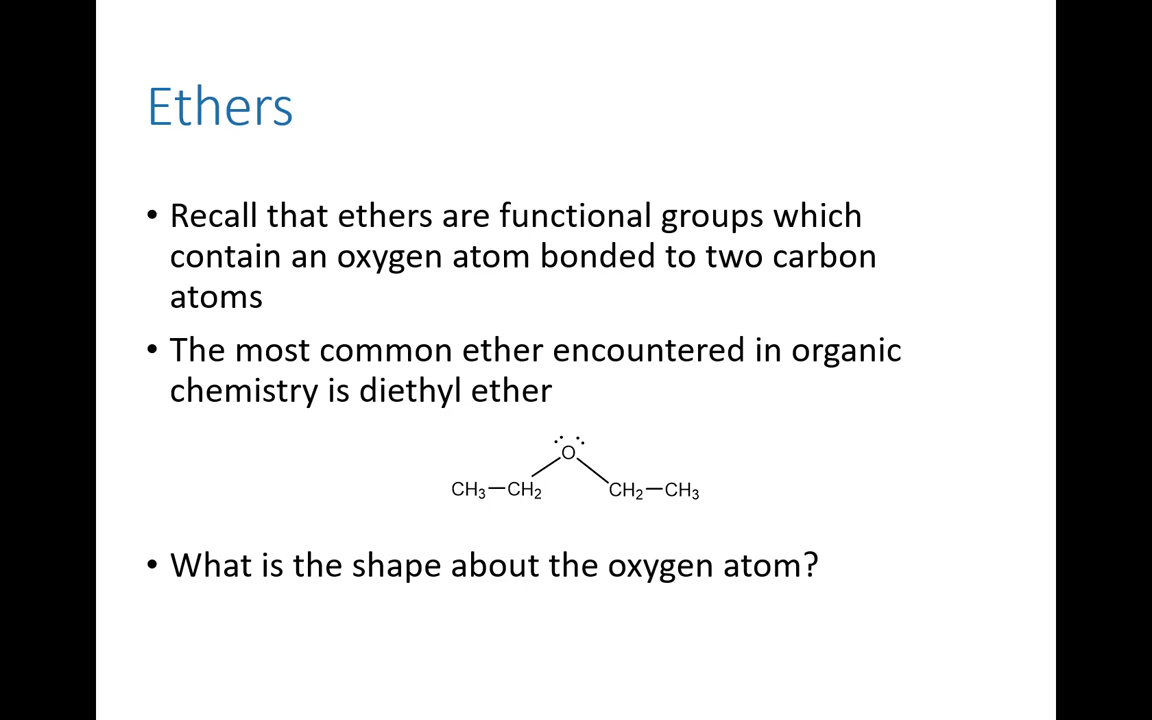 Ethers
• Recall that ethers are functional groups which
contain an oxygen atom bonded to two carbon
atoms
• The most common ether encountered in organic
chemistry is diethyl ether
O
CH₃—CH₂ CH₂—CH₃
• What is the shape about the oxygen atom?